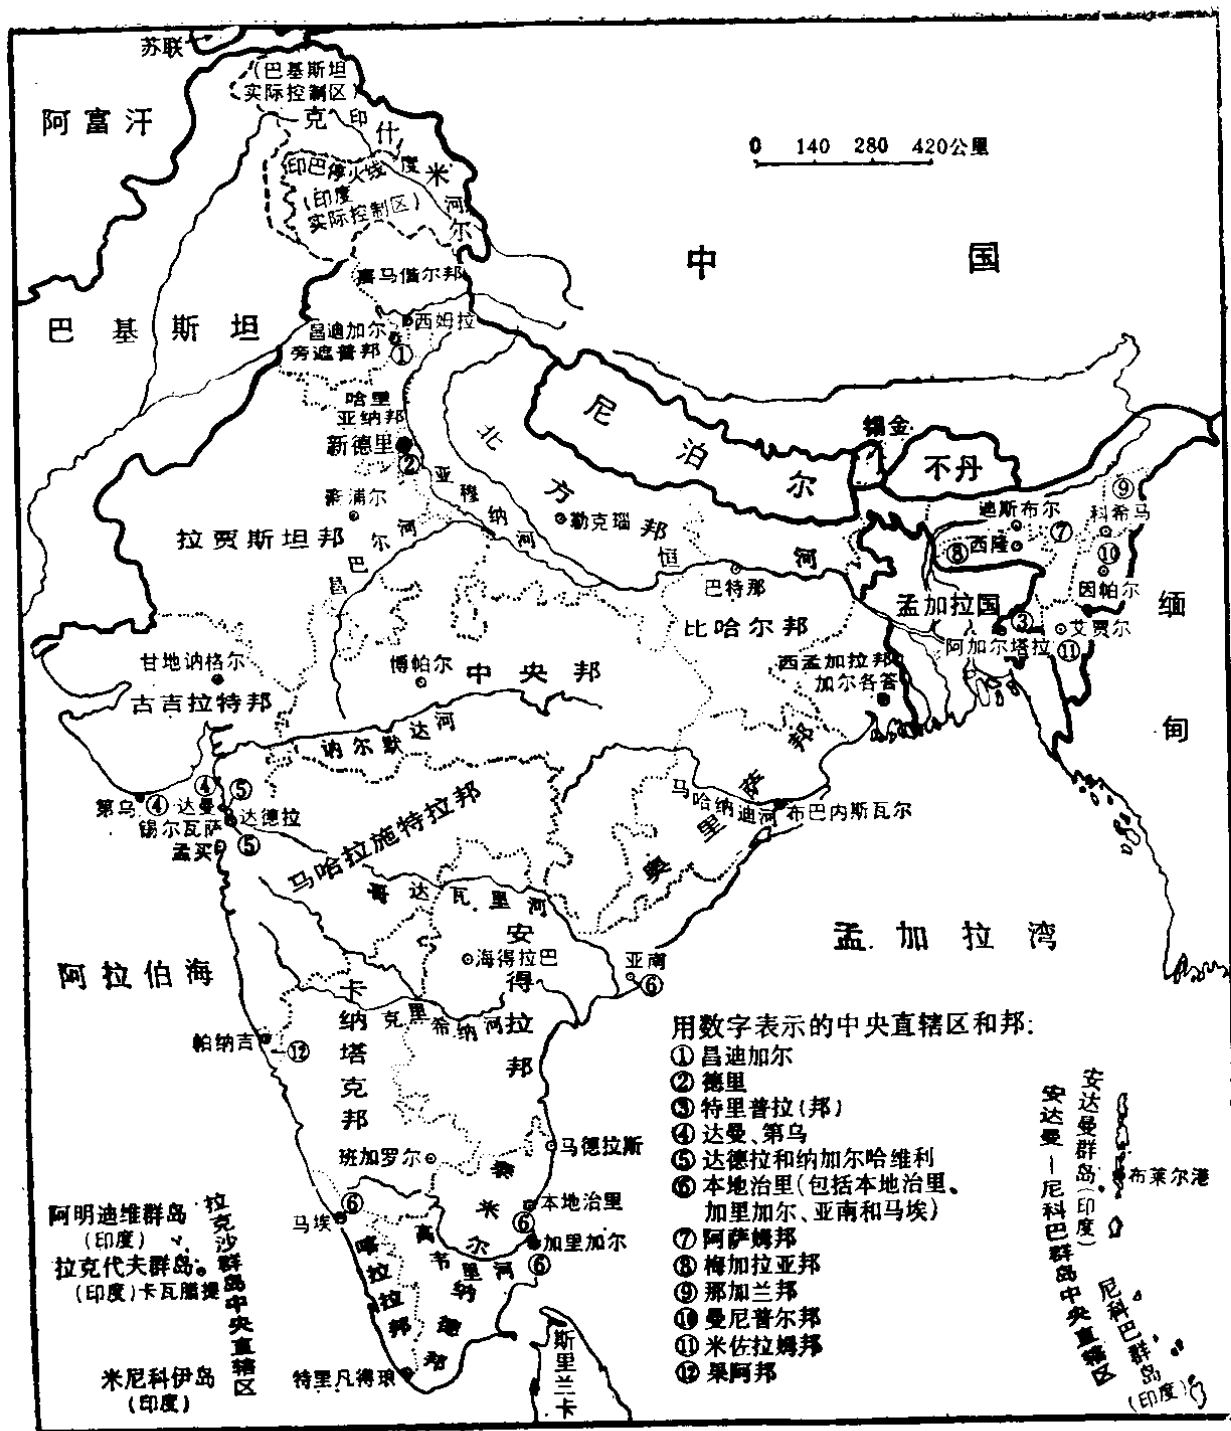 苏联
(巴基斯坦
实际控制区)
阿富汗
克什米尔
印度河
0 140 280 420公里
印巴停火线
(印度
实际控制区)
中国
喜马偕尔邦
巴基斯坦
西姆拉
昌迪加尔
旁遮普邦
①
哈里
亚纳邦
新德里
②
尼泊尔
锡金
不丹
北方邦
亚穆纳河
斋浦尔
拉贾斯坦邦
昌巴尔河
勒克瑙
恒河
⑨
迪斯布尔
科希马
⑦
⑧
西隆
⑩
因帕尔
缅甸
巴特那
孟加拉国
③
艾贾尔
阿加尔塔拉
⑪
比哈尔邦
甘地讷格尔
博帕尔
中央邦
西孟加拉邦
加尔各答
古吉拉特邦
讷尔默达河
④
⑤
第乌
④
达曼
达德拉
锡尔瓦萨
孟买
⑤
马哈拉施特拉邦
奥里萨邦
马哈纳迪河
布巴内斯瓦尔
哥达瓦里河
安得拉邦
孟加拉湾
海得拉巴
亚南
⑥
阿拉伯海
卡纳塔克邦
克里希纳河
帕纳吉
⑫
用数字表示的中央直辖区和邦:
①昌迪加尔
②德里
③特里普拉(邦)
④达曼、第乌
⑤达德拉和纳加尔哈维利
⑥本地治里(包括本地治里、
加里加尔、亚南和马埃)
⑦阿萨姆邦
⑧梅加拉亚邦
⑨那加兰邦
⑩曼尼普尔邦
⑪米佐拉姆邦
⑫果阿邦
安达曼群岛(印度)
安达曼—尼科巴群岛中央直辖区
布莱尔港
尼科巴群岛
(印度)
班加罗尔
马德拉斯
⑥
马埃
本地治里
⑥
加里加尔
⑥
泰米尔纳德邦
高韦里河
喀拉拉邦
阿明迪维群岛
(印度)
拉克代夫群岛
(印度)卡瓦腊提
拉克沙群岛中央直辖区
米尼科伊岛
(印度)
特里凡得琅
斯里兰卡